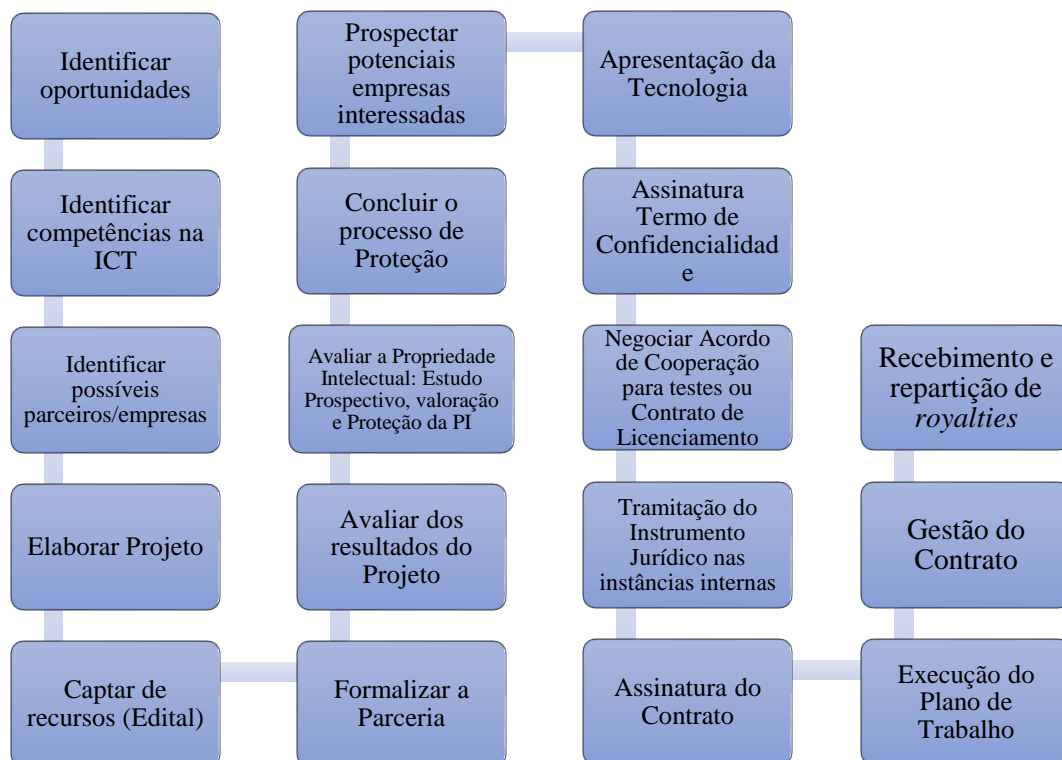 Identificar
oportunidades
Identificar
competências na
ICT
Identificar
possíveis
parceiros/empresas
Elaborar Projeto
Captar de
recursos (Edital)
Formalizar a
Parceria
Avaliar dos
resultados do
Projeto
Avaliar a Propriedade
Intelectual: Estudo
Prospectivo, valoração
e Proteção da PI
Concluir o
processo de
Proteção
Prospectar
potenciais
empresas
interessadas
Apresentação da
Tecnologia
Assinatura
Termo de
Confidencialidad
e
Negociar Acordo
de Cooperação
para testes ou
Contrato de
Licenciamento
Tramitação do
Instrumento
Jurídico nas
instâncias internas
Assinatura do
Contrato
Execução do
Plano de
Trabalho
Gestão do
Contrato
Recebimento e
repartição de
royalties